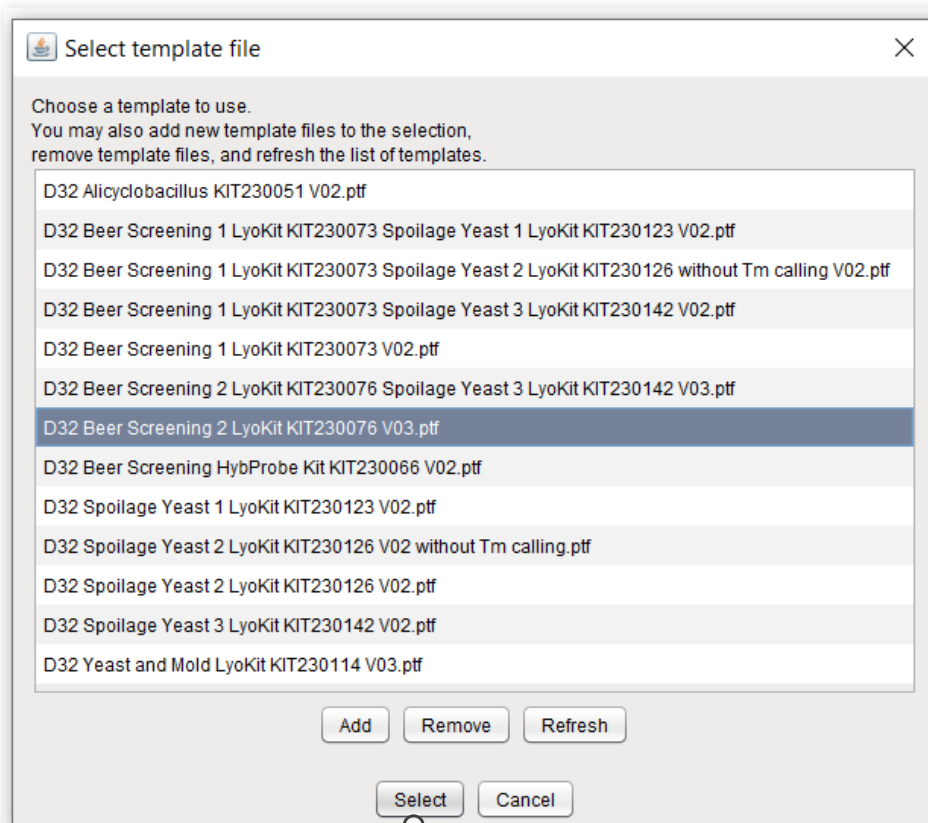 Select template file
Choose a template to use.
You may also add new template files to the selection,
remove template files, and refresh the list of templates.
D32 Alicyclobacillus KIT230051 V02.ptf
D32 Beer Screening 1 LyoKit KIT230073 Spoilage Yeast 1 LyoKit KIT230123 V02.ptf
D32 Beer Screening 1 LyoKit KIT230073 Spoilage Yeast 2 LyoKit KIT230126 without Tm calling V02.ptf
D32 Beer Screening 1 LyoKit KIT230073 Spoilage Yeast 3 LyoKit KIT230142 V02.ptf
D32 Beer Screening 1 LyoKit KIT230073 V02.ptf
D32 Beer Screening 2 LyoKit KIT230076 Spoilage Yeast 3 LyoKit KIT230142 V03.ptf
D32 Beer Screening 2 LyoKit KIT230076 V03.ptf
D32 Beer Screening HybProbe Kit KIT230066 V02.ptf
D32 Spoilage Yeast 1 LyoKit KIT230123 V02.ptf
D32 Spoilage Yeast 2 LyoKit KIT230126 V02 without Tm calling.ptf
D32 Spoilage Yeast 2 LyoKit KIT230126 V02.ptf
D32 Spoilage Yeast 3 LyoKit KIT230142 V02.ptf
D32 Yeast and Mold LyoKit KIT230114 V03.ptf
Add Remove Refresh
Select Cancel